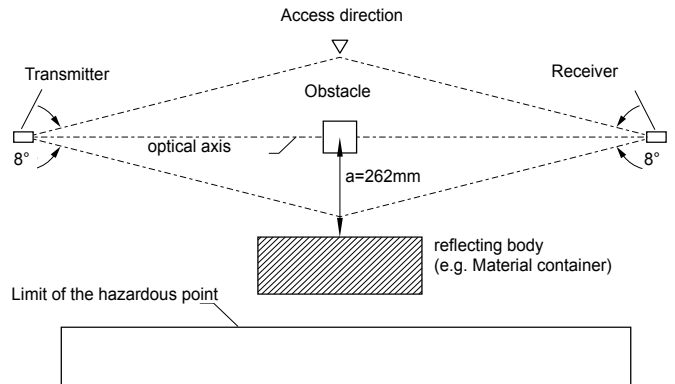 Access direction
Transmitter
Receiver
Obstacle
optical axis
8°
8°
a=262mm
reflecting body
(e.g. Material container)
Limit of the hazardous point